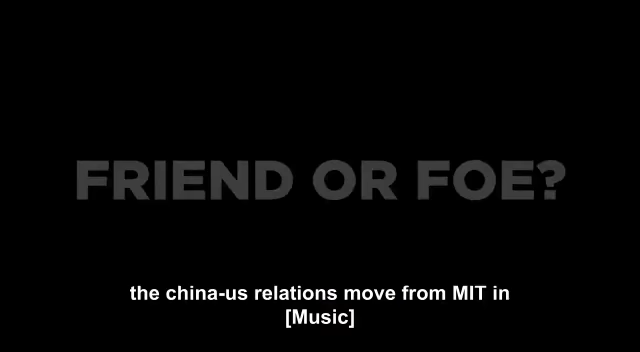 FRIEND OR FOE?
the china-us relations move from MIT in
[Music]